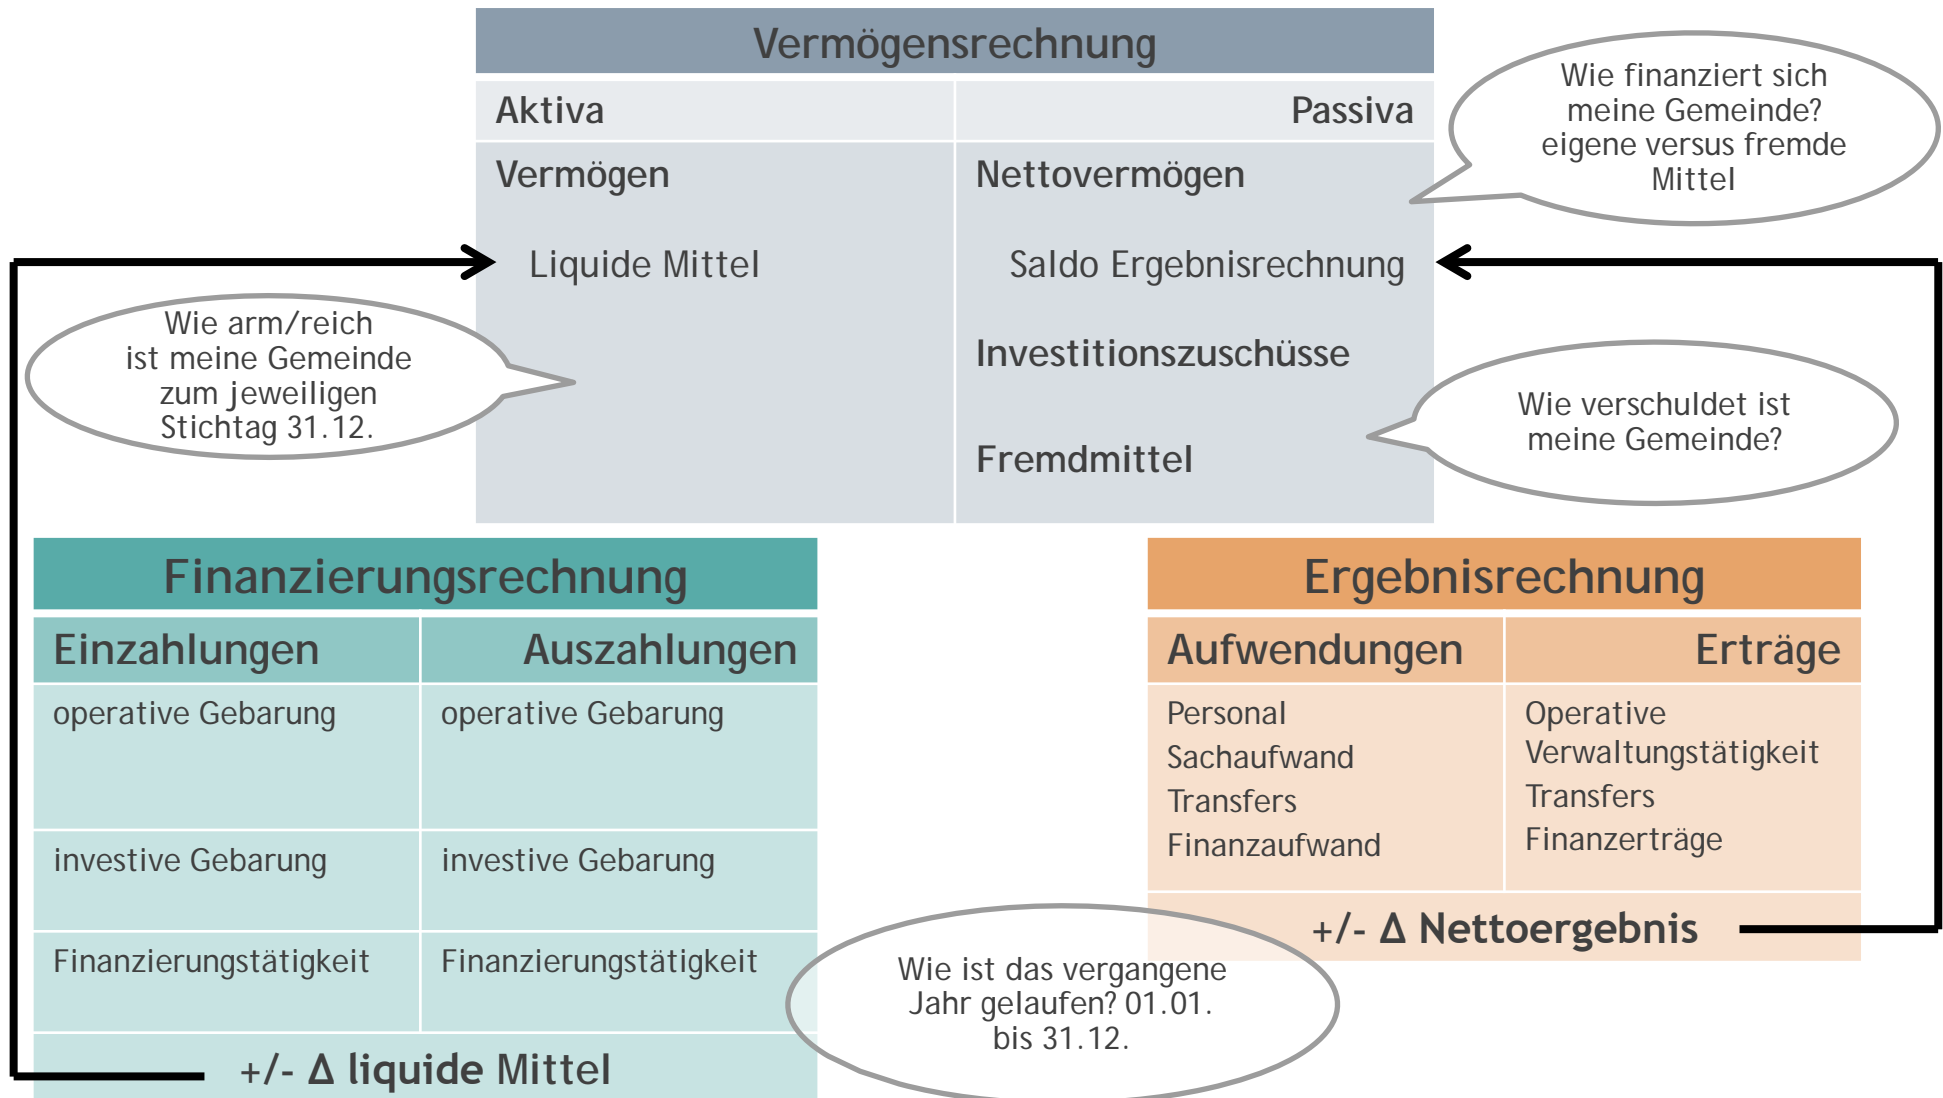 Vermögensrechnung
Aktiva
Passiva
Vermögen
Nettovermögen
Liquide Mittel
Saldo Ergebnisrechnung
Investitionszuschüsse
Fremdmittel
Wie finanziert sich
meine Gemeinde?
eigene versus fremde
Mittel
Wie arm/reich
ist meine Gemeinde
zum jeweiligen
Stichtag 31.12.
Wie verschuldet ist
meine Gemeinde?
Finanzierungsrechnung
Einzahlungen
Auszahlungen
operative Gebarung
operative Gebarung
investive Gebarung
investive Gebarung
Finanzierungstätigkeit
Finanzierungstätigkeit
+/- Δ liquide Mittel
Ergebnisrechnung
Aufwendungen
Erträge
Personal
Sachaufwand
Transfers
Finanzaufwand
Operative
Verwaltungstätigkeit
Transfers
Finanzerträge
+/- Δ Nettoergebnis
Wie ist das vergangene
Jahr gelaufen? 01.01.
bis 31.12.